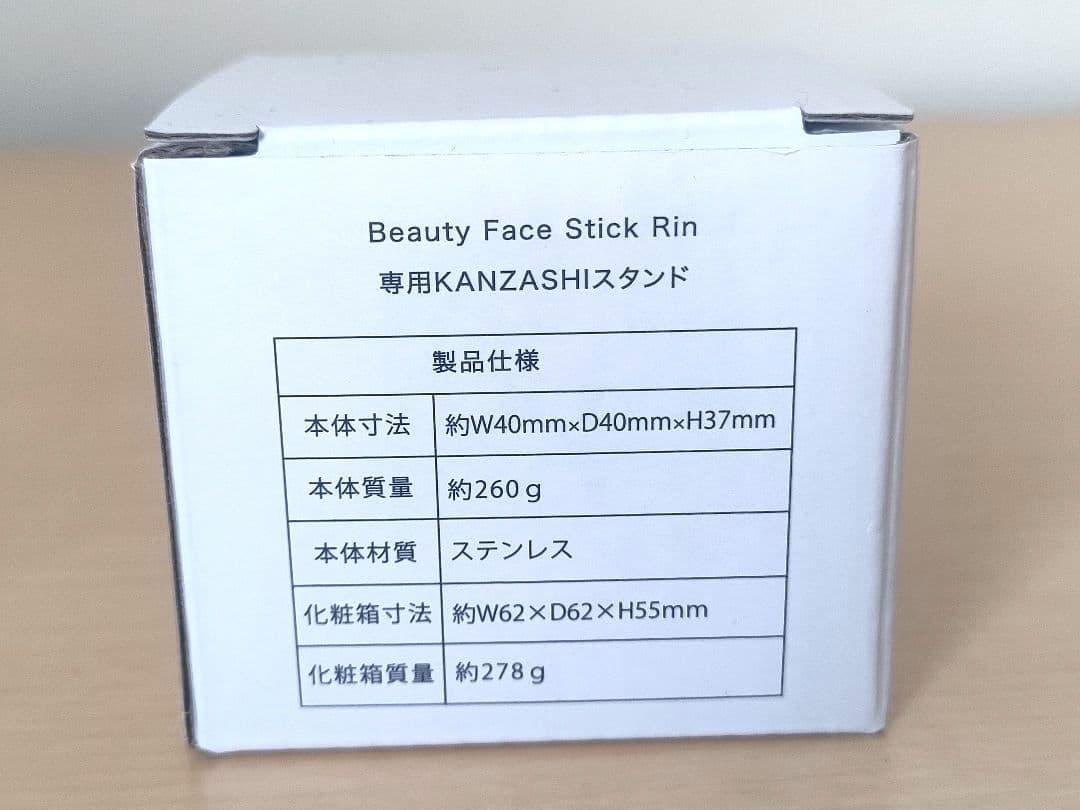 Beauty Face Stick Rin
専用KANZASHIスタンド
製品仕様
本体寸法 約W40mm×D40mm×H37mm
本体質量 約260g
本体材質 ステンレス
化粧箱寸法 約W62×D62×H55mm
化粧箱質量 約278g